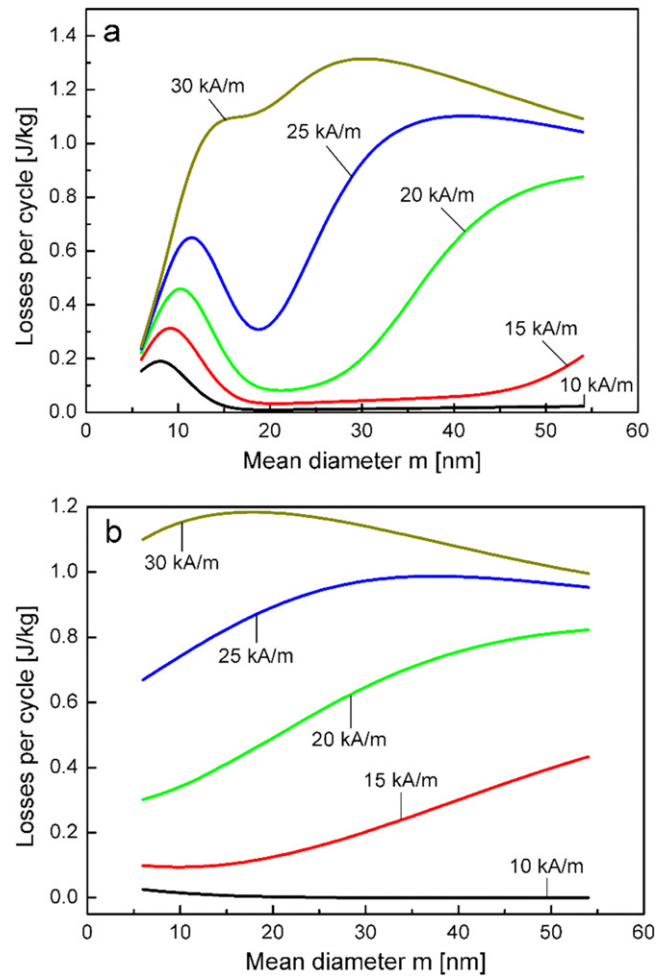 a
1.4
1.2
1.0
0.8
0.6
0.4
0.2
0.0
Losses per cycle [J/kg]
30 kA/m
25 kA/m
20 kA/m
15 kA/m
10 kA/m
0 10 20 30 40 50 60
Mean diameter m [nm]
b
1.2
1.0
0.8
0.6
0.4
0.2
0.0
Losses per cycle [J/kg]
30 kA/m
25 kA/m
20 kA/m
15 kA/m
10 kA/m
0 10 20 30 40 50 60
Mean diameter m [nm]